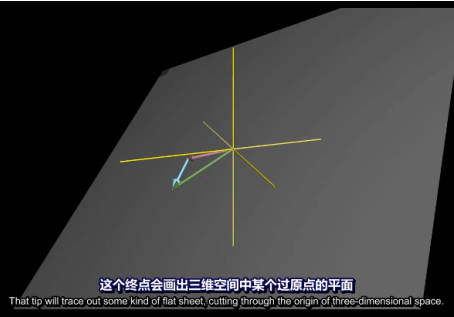 这个终点会画出三维空间中某个过原点的平面
That tip will trace out some kind of flat sheet, cutting through the origin of three-dimensional space.